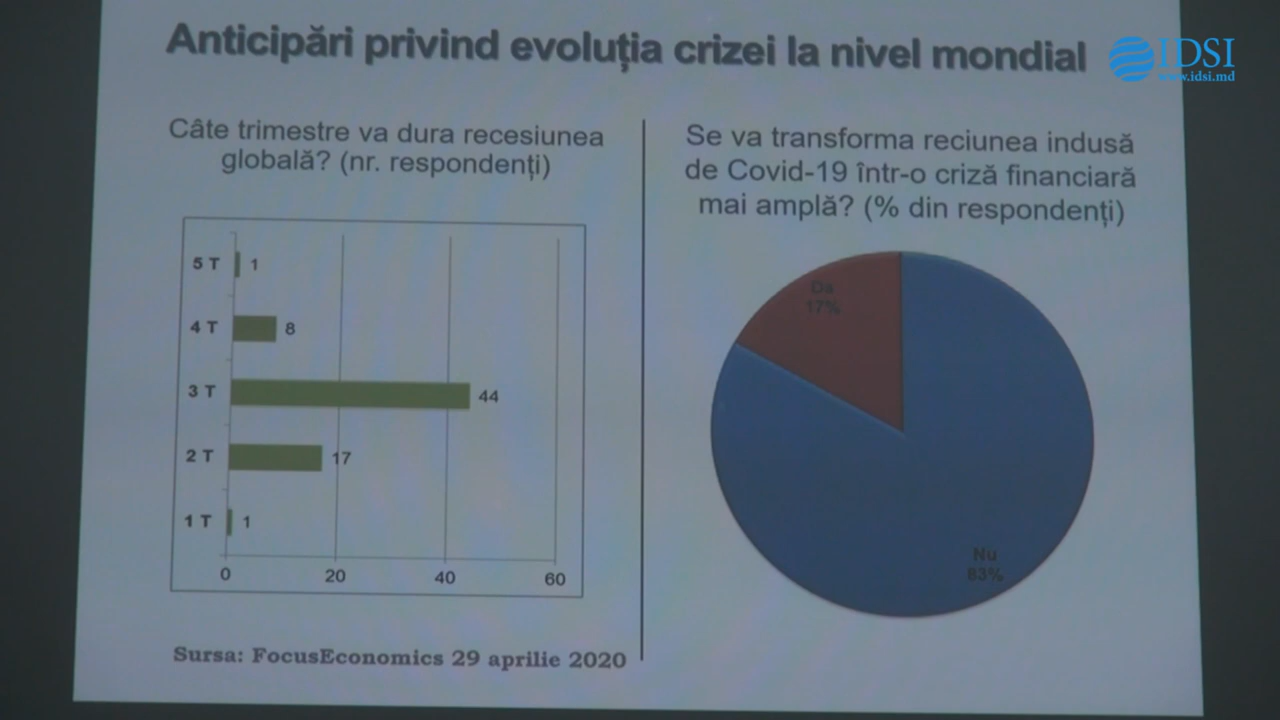 Anticipări privind evoluția crizei la nivel mondial
IDSI
www.idsi.md
Câte trimestre va dura recesiunea
globală? (nr. respondenți)
5 T 1
4 T 8
3 T 44
2 T 17
1 T 1
0 20 40 60
Sursa: FocusEconomics 29 aprilie 2020
Se va transforma reciunea indusă
de Covid-19 într-o criză financiară
mai amplă? (% din respondenți)
Da
17%
Nu
83%